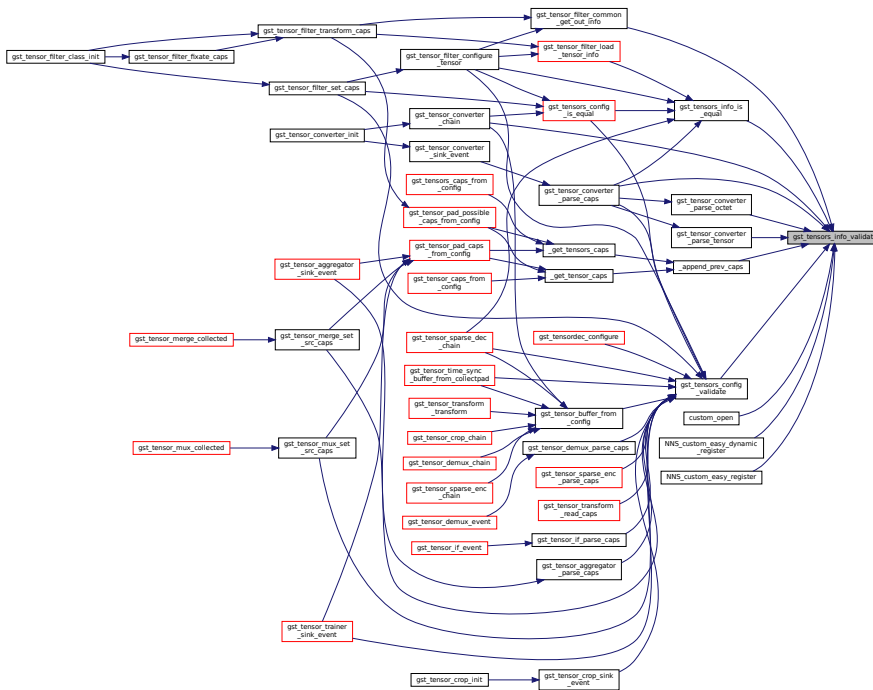 gst_tensor_filter_common
_get_out_info
gst_tensor_filter_transform_caps
gst_tensor_filter_class_init
gst_tensor_filter_fixate_caps
gst_tensor_filter_configure
_tensor
gst_tensor_filter_load
_tensor_info
gst_tensor_filter_set_caps
gst_tensors_config
_is_equal
gst_tensors_info_is
_equal
gst_tensor_converter
_chain
gst_tensor_converter_init
gst_tensor_converter
_sink_event
gst_tensors_caps_from
_config
gst_tensor_converter
_parse_caps
gst_tensor_converter
_parse_octet
gst_tensor_pad_possible
_caps_from_config
gst_tensor_converter
_parse_tensor
gst_tensors_info_validate
gst_tensor_pad_caps
_from_config
_get_tensors_caps
gst_tensor_aggregator
_sink_event
_append_prev_caps
gst_tensor_caps_from
_config
_get_tensor_caps
gst_tensor_merge_collected
gst_tensor_merge_set
_src_caps
gst_tensor_sparse_dec
_chain
gst_tensordec_configure
gst_tensor_time_sync
_buffer_from_collectpad
gst_tensors_config
_validate
gst_tensor_transform
_transform
gst_tensor_buffer_from
_config
custom_open
gst_tensor_crop_chain
gst_tensor_mux_collected
gst_tensor_mux_set
_src_caps
gst_tensor_demux_parse_caps
NNS_custom_easy_dynamic
_register
gst_tensor_demux_chain
gst_tensor_sparse_enc
_parse_caps
NNS_custom_easy_register
gst_tensor_sparse_enc
_chain
gst_tensor_transform
_read_caps
gst_tensor_demux_event
gst_tensor_if_event
gst_tensor_if_parse_caps
gst_tensor_aggregator
_parse_caps
gst_tensor_trainer
_sink_event
gst_tensor_crop_init
gst_tensor_crop_sink
_event